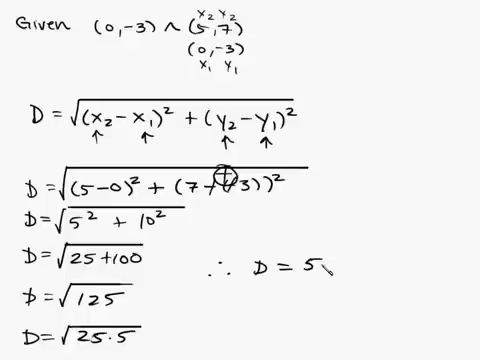 x₂ y₂
Given (0,-3) ~ (5,7)
(0,-3)
x₁ y₁
D = √(x₂ - x₁)² + (y₂ - y₁)²
D = √(5-0)² + (7-(-3))²
D = √5² + 10²
D = √25+100
∴ D = 5
D = √125
D = √25·5